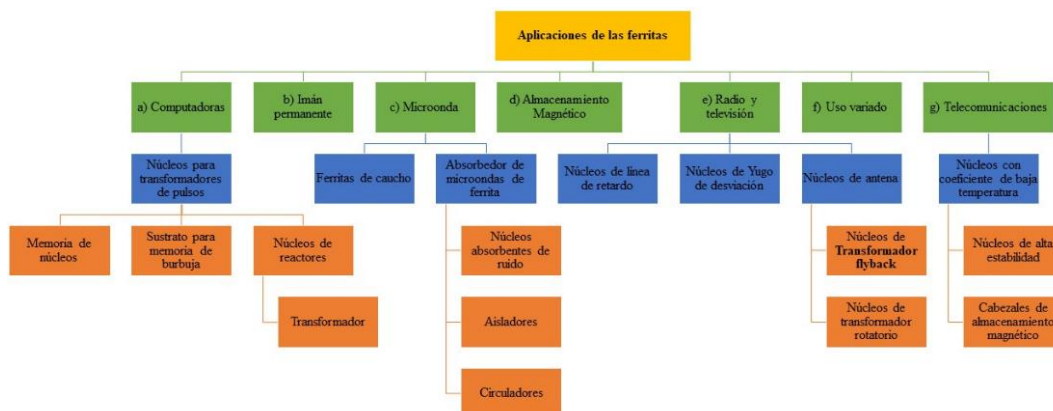 Aplicaciones de las ferritas
a) Computadoras
b) Imán
permanente
c) Microonda
d) Almacenamiento
Magnético
e) Radio y
televisión
f) Uso variado
g) Telecomunicaciones
Núcleos para
transformadores
de pulsos
Ferritas de caucho
Absorbedor de
microondas de
ferrita
Núcleos de línea
de retardo
Núcleos de Yugo
de desviación
Núcleos de antena
Núcleos con
coeficiente de baja
temperatura
Memoria de
núcleos
Sustrato para
memoria de
burbuja
Núcleos de
reactores
Núcleos
absorbentes de
ruido
Núcleos de
Transformador
flyback
Núcleos de alta
estabilidad
Transformador
Aisladores
Núcleos de
transformador
rotatorio
Cabezales de
almacenamiento
magnético
Circuladores